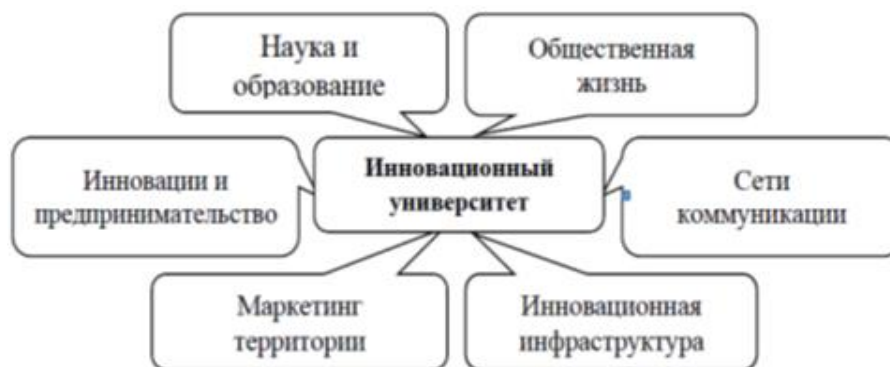 Наука и
образование
Общественная
жизнь
Инновации и
предпринимательство
Инновационный
университет
Сети
коммуникации
Маркетинг
территории
Инновационная
инфраструктура